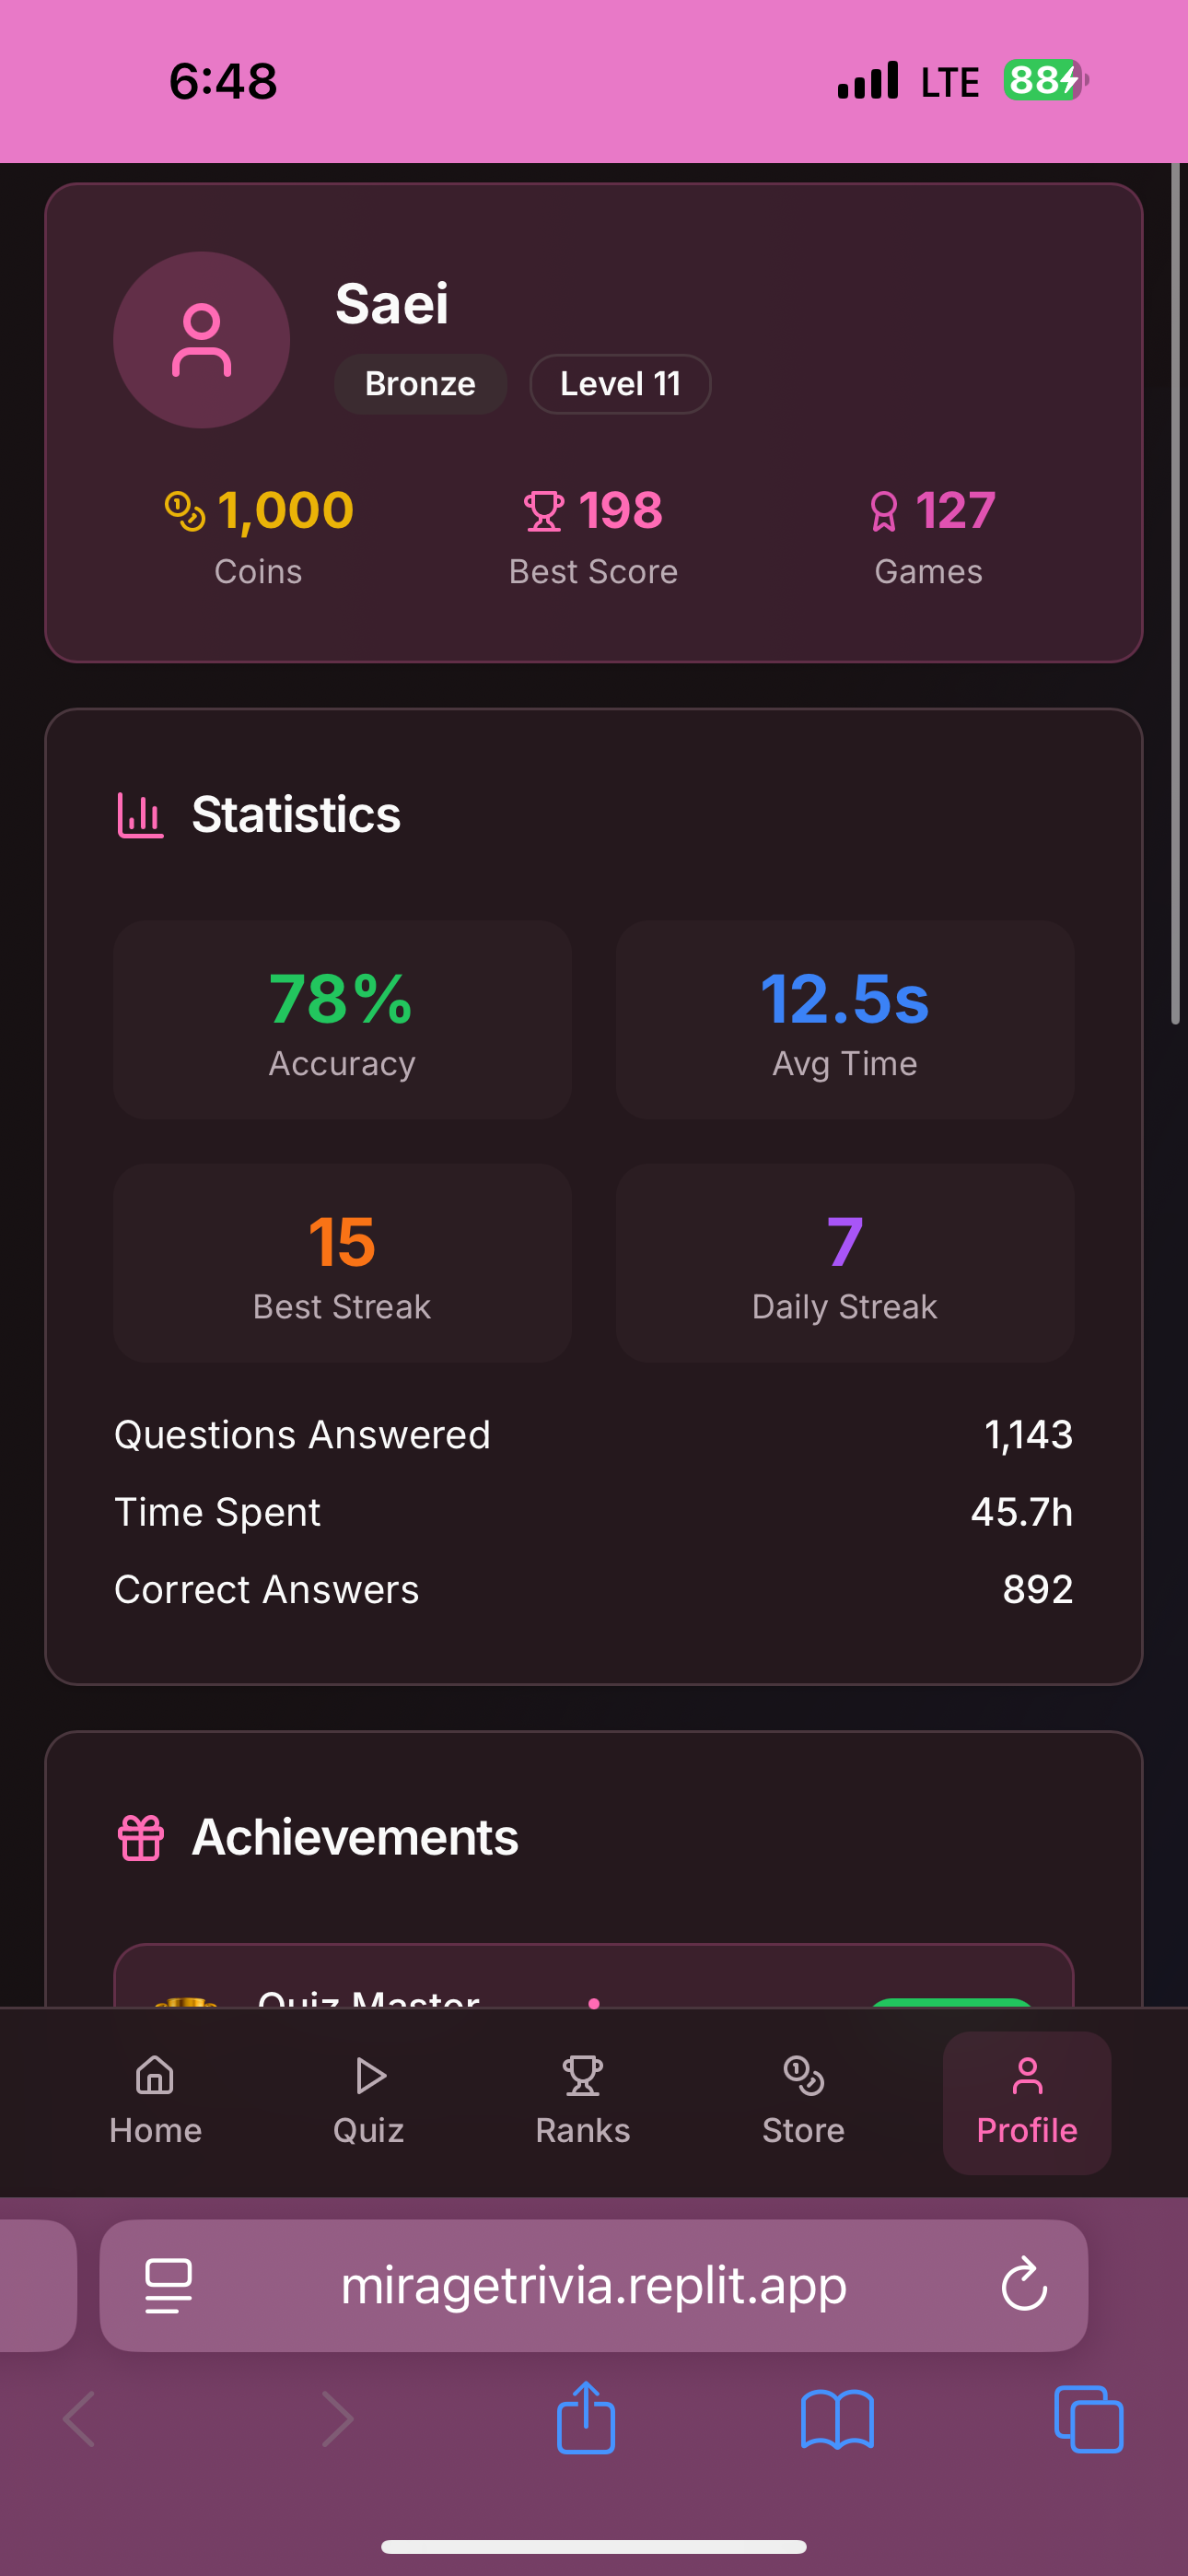 6:48
LTE
88
Saei
Bronze
Level 11
1,000
Coins
198
Best Score
127
Games
Statistics
78%
Accuracy
12.5s
Avg Time
15
Best Streak
7
Daily Streak
Questions Answered
1,143
Time Spent
45.7h
Correct Answers
892
Achievements
Quiz Master
Home
Quiz
Ranks
Store
Profile
miragetrivia.replit.app